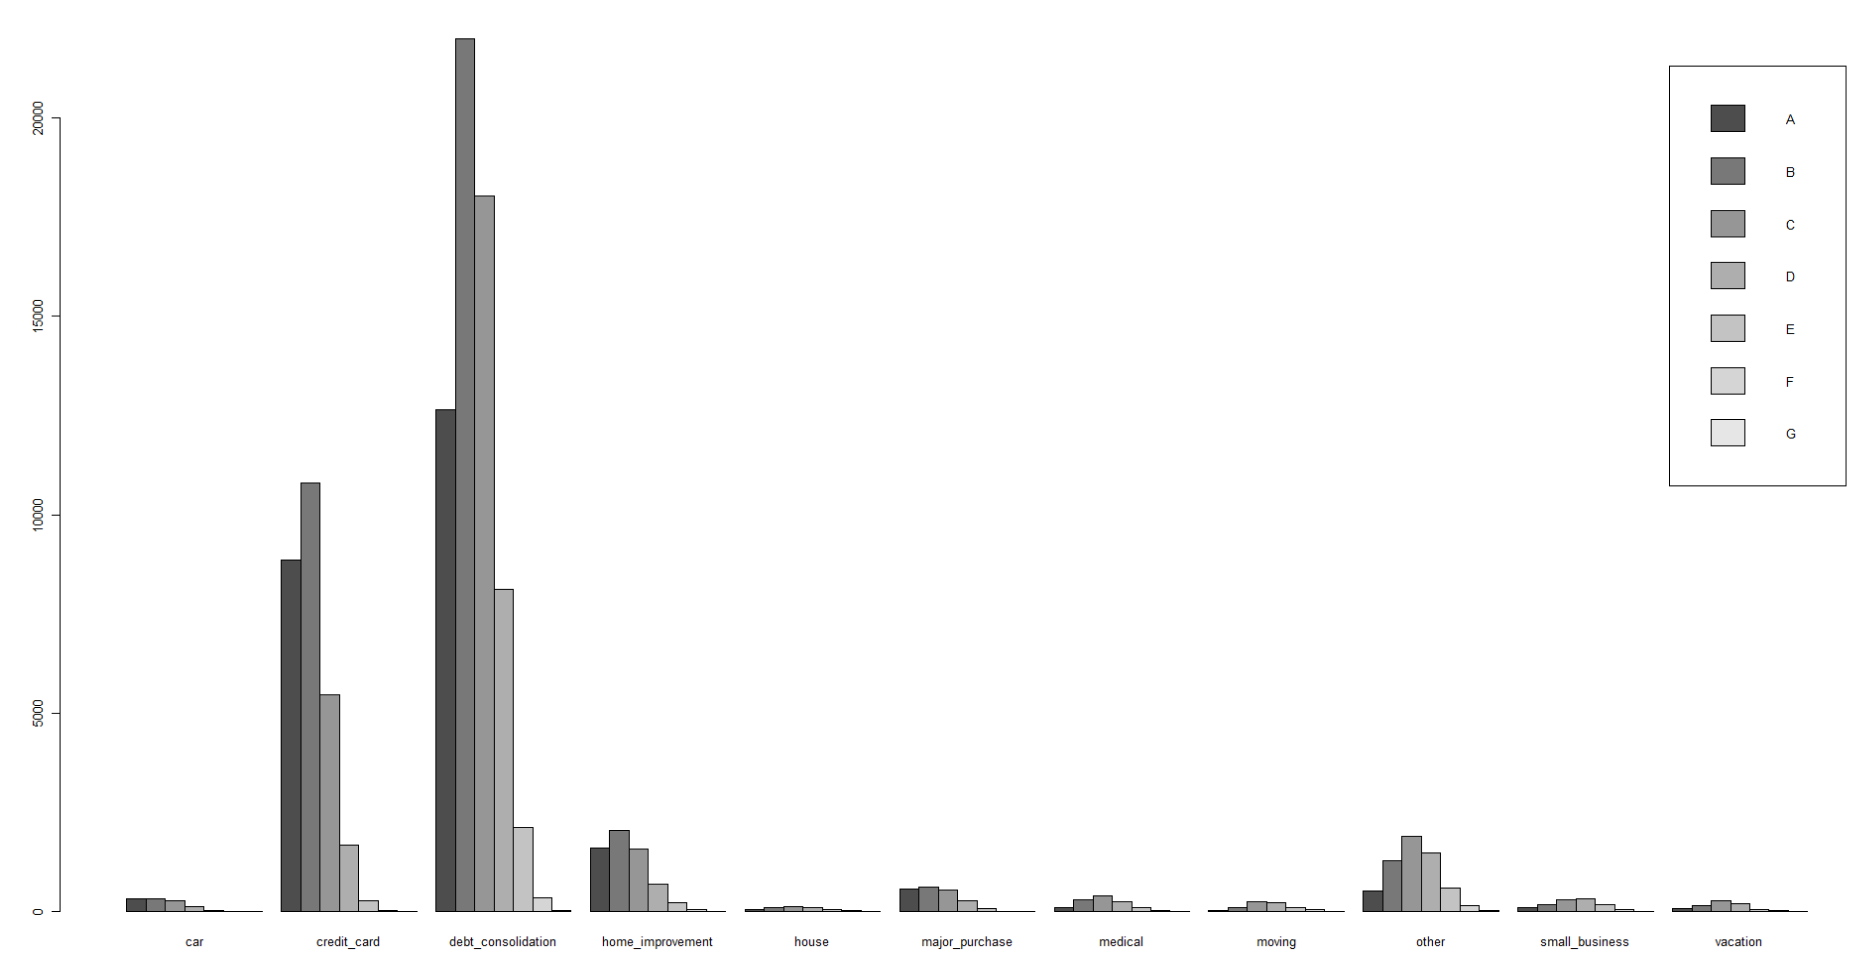 20000
15000
10000
5000
0
A
B
C
D
E
F
G
car credit_card debt_consolidation home_improvement house major_purchase medical moving other small_business vacation